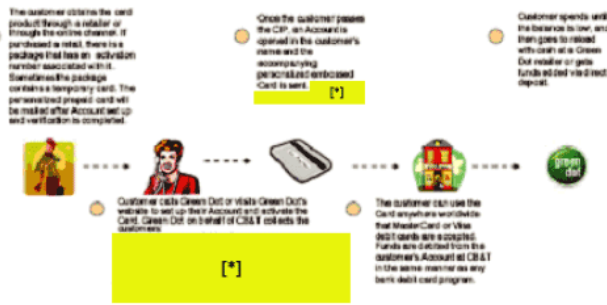 The customer obtains the card
product through a retailer or
through the online channel. If
purchased a retail, there is a
package that has an activation
number associated with it.
Sometimes the package
contains a temporary card. The
personalized prepaid card will
be mailed after Account set up
and verification is completed.
Once the customer passes
the CIP, an Account is
opened in the customer's
name and the
accompanying
personalized embossed
Card is sent. [*]
Customer spends until
the balance is low, and
then goes to reload
with cash at a Green
Dot retailer or gets
funds added via direct
deposit.
green
dot
Customer calls Green Dot or visits Green Dot's
website to set up their Account and activate the
Card. Green Dot on behalf of CB&T collects the
customers:
[*]
The customer can use the
Card anywhere worldwide
that MasterCard or Visa
debit cards are accepted.
Funds are debited from the
customer's Account at CB&T
in the same manner as any
bank debit card program.